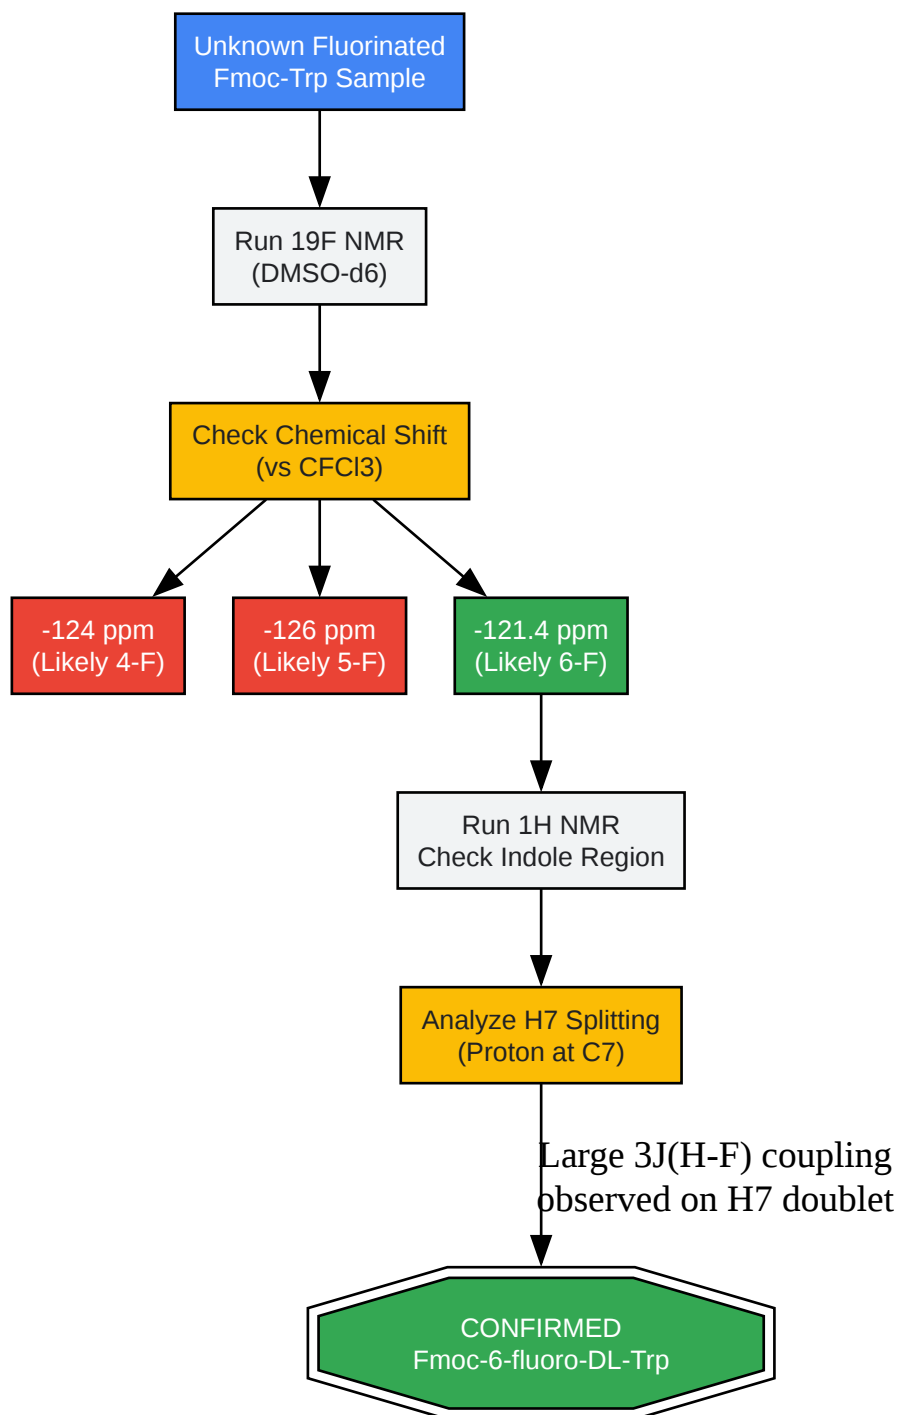 Unknown Fluorinated
Fmoc-Trp Sample
Run 19F NMR
(DMSO-d6)
Check Chemical Shift
(vs CFCl3)
-124 ppm
(Likely 4-F)
-126 ppm
(Likely 5-F)
-121.4 ppm
(Likely 6-F)
Run 1H NMR
Check Indole Region
Analyze H7 Splitting
(Proton at C7)
Large 3J(H-F) coupling
observed on H7 doublet
CONFIRMED
Fmoc-6-fluoro-DL-Trp